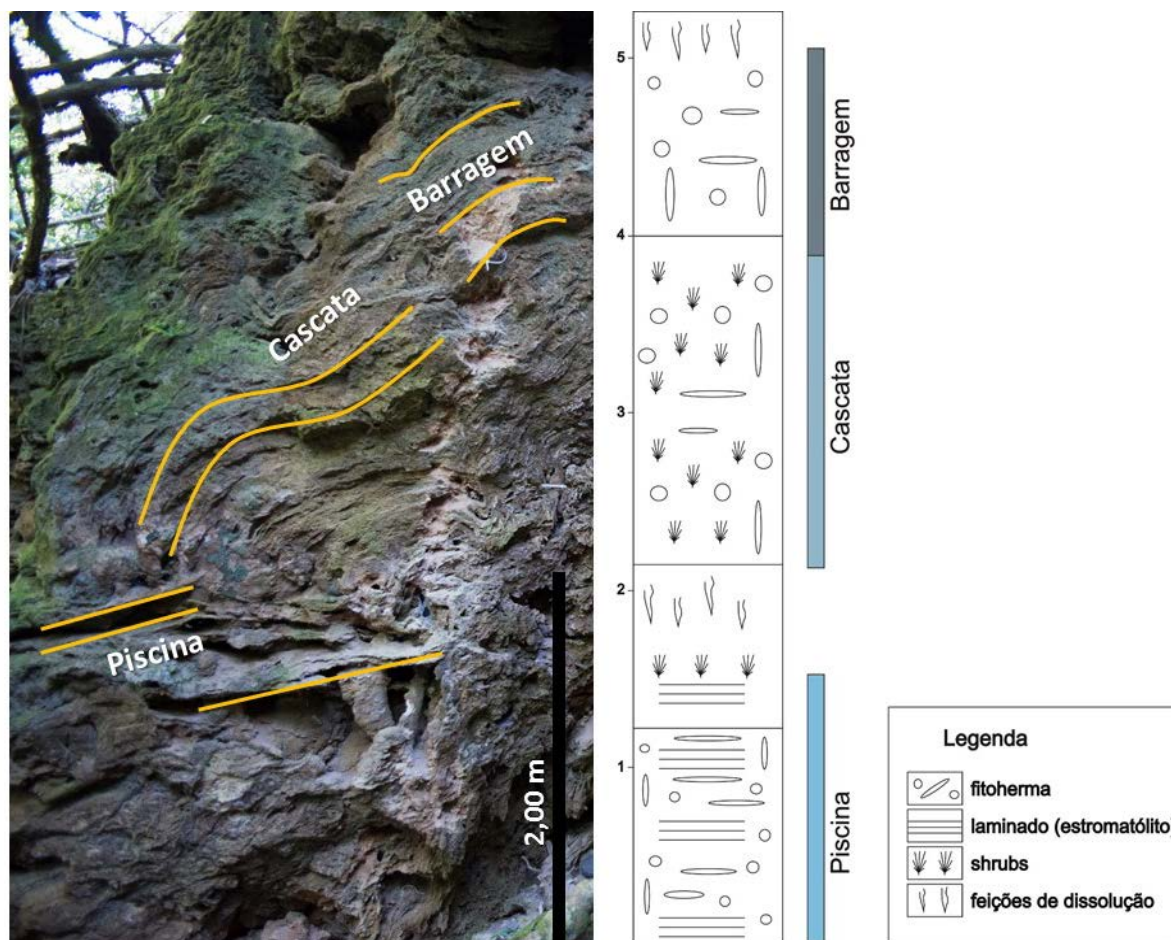 Barragem
Cascata
Piscina
2,00 m
5
4
3
2
1
Barragem
Cascata
Piscina
Legenda
fitoherma
laminado (estromatólito)
shrubs
feições de dissolução